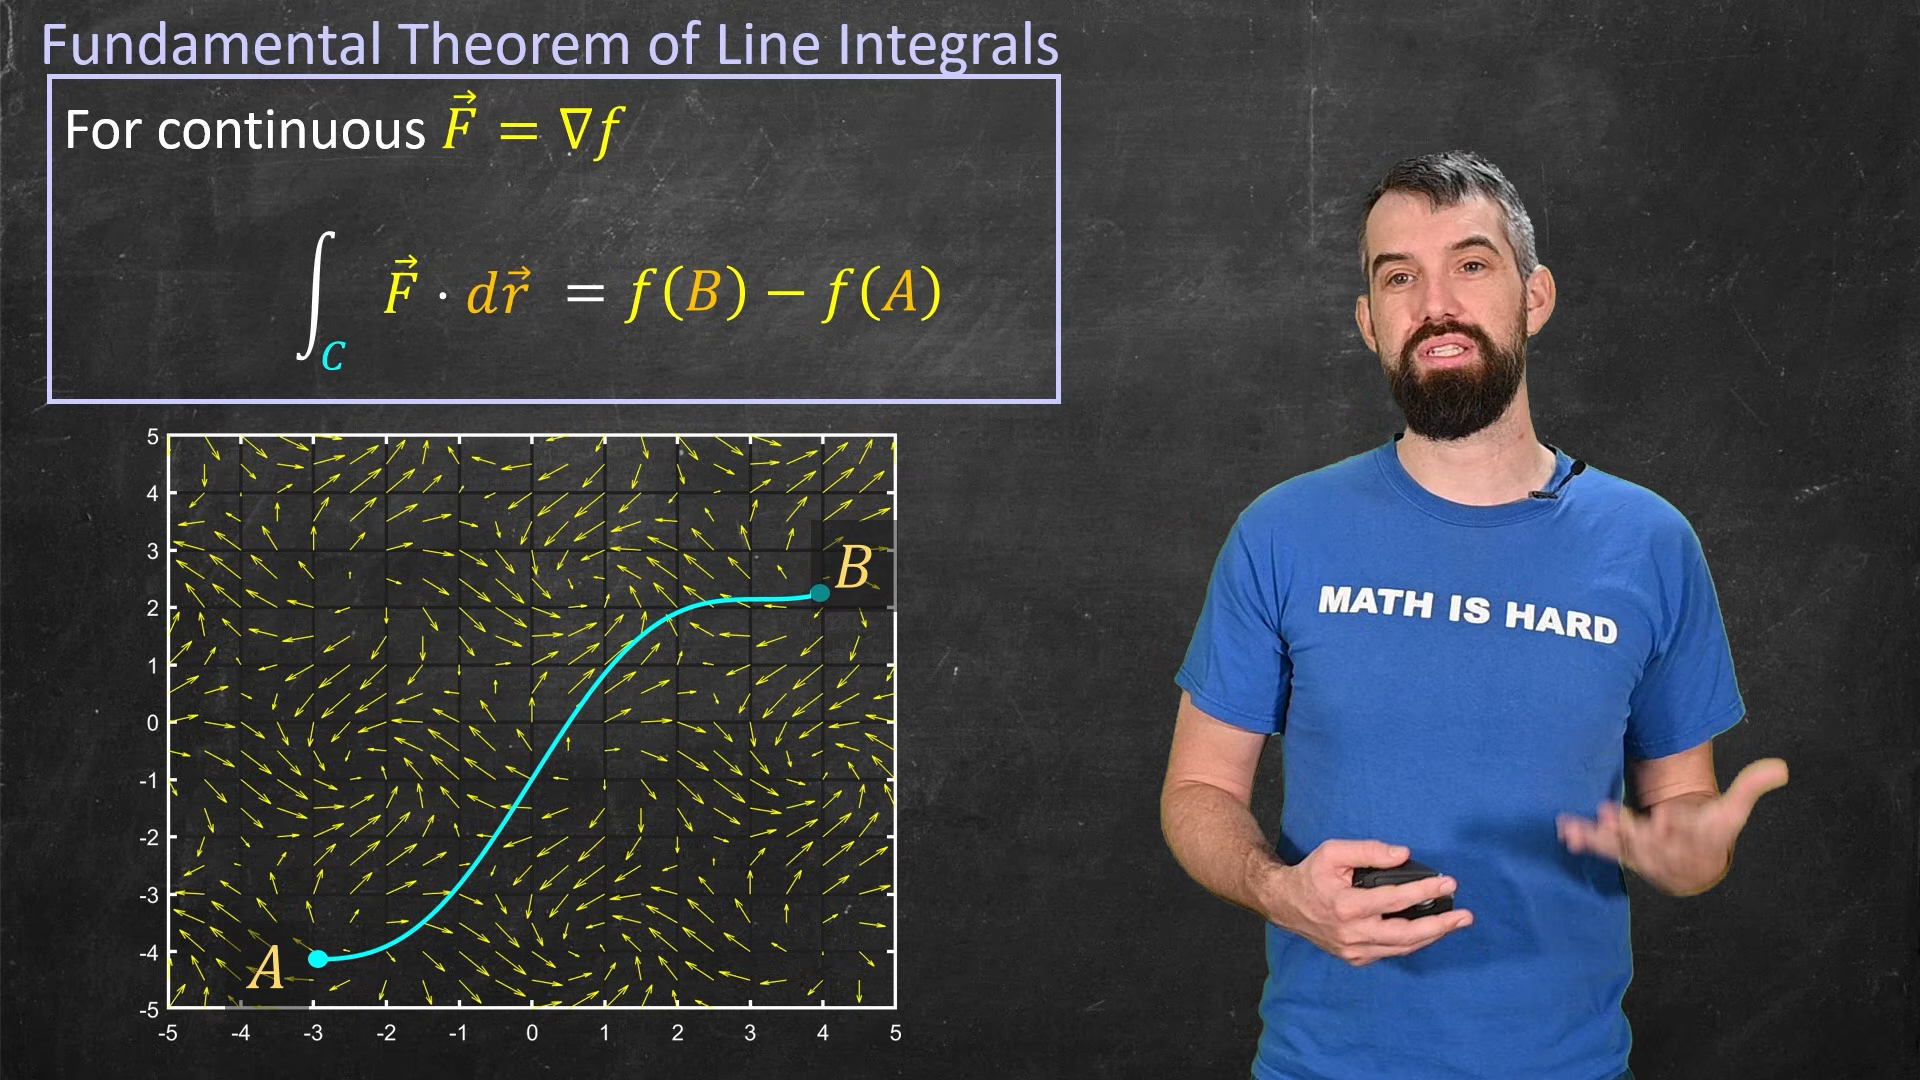 Fundamental Theorem of Line Integrals
For continuous F⃗ = ∇f
∫_C F⃗ · dr⃗ = f(B) − f(A)
5
4
3
2
1
0
-1
-2
-3
-4
-5
B
A
-5 -4 -3 -2 -1 0 1 2 3 4 5
MATH IS HARD